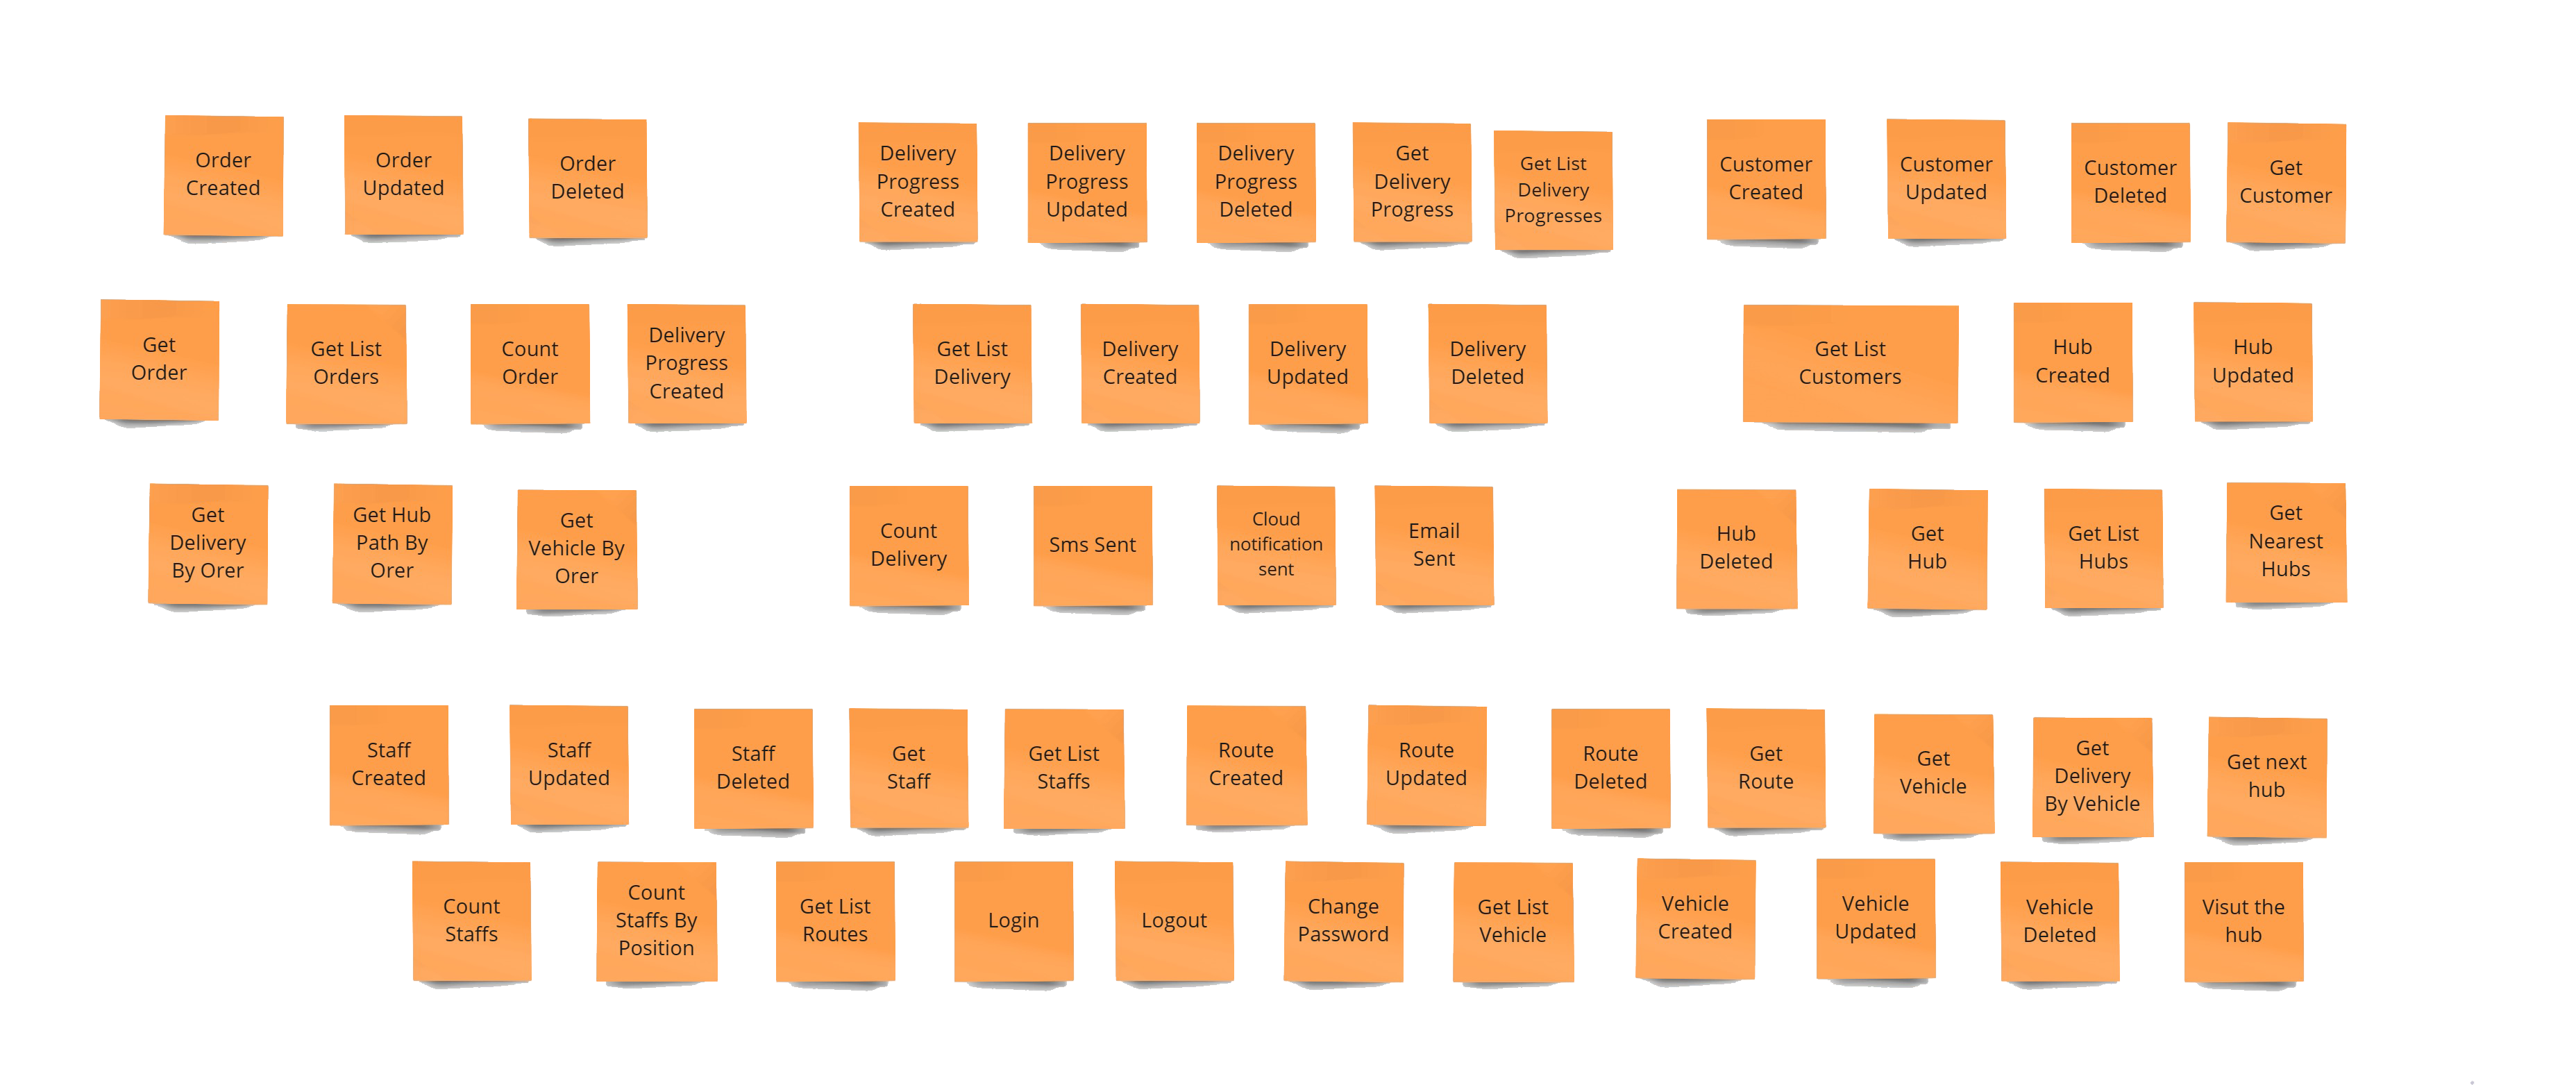 Order
Created
Order
Updated
Order
Deleted
Delivery
Progress
Created
Delivery
Progress
Updated
Delivery
Progress
Deleted
Get
Delivery
Progress
Get List
Delivery
Progresses
Customer
Created
Customer
Updated
Customer
Deleted
Get
Customer
Get
Order
Get List
Orders
Count
Order
Delivery
Progress
Created
Get List
Delivery
Delivery
Created
Delivery
Updated
Delivery
Deleted
Get List
Customers
Hub
Created
Hub
Updated
Get
Delivery
By Orer
Get Hub
Path By
Orer
Get
Vehicle By
Orer
Count
Delivery
Sms Sent
Cloud
notification
sent
Email
Sent
Hub
Deleted
Get
Hub
Get List
Hubs
Get
Nearest
Hubs
Staff
Created
Staff
Updated
Staff
Deleted
Get
Staff
Get List
Staffs
Route
Created
Route
Updated
Route
Deleted
Get
Route
Get
Vehicle
Get
Delivery
By Vehicle
Get next
hub
Count
Staffs
Count
Staffs By
Position
Get List
Routes
Login
Logout
Change
Password
Get List
Vehicle
Vehicle
Created
Vehicle
Updated
Vehicle
Deleted
Visut the
hub